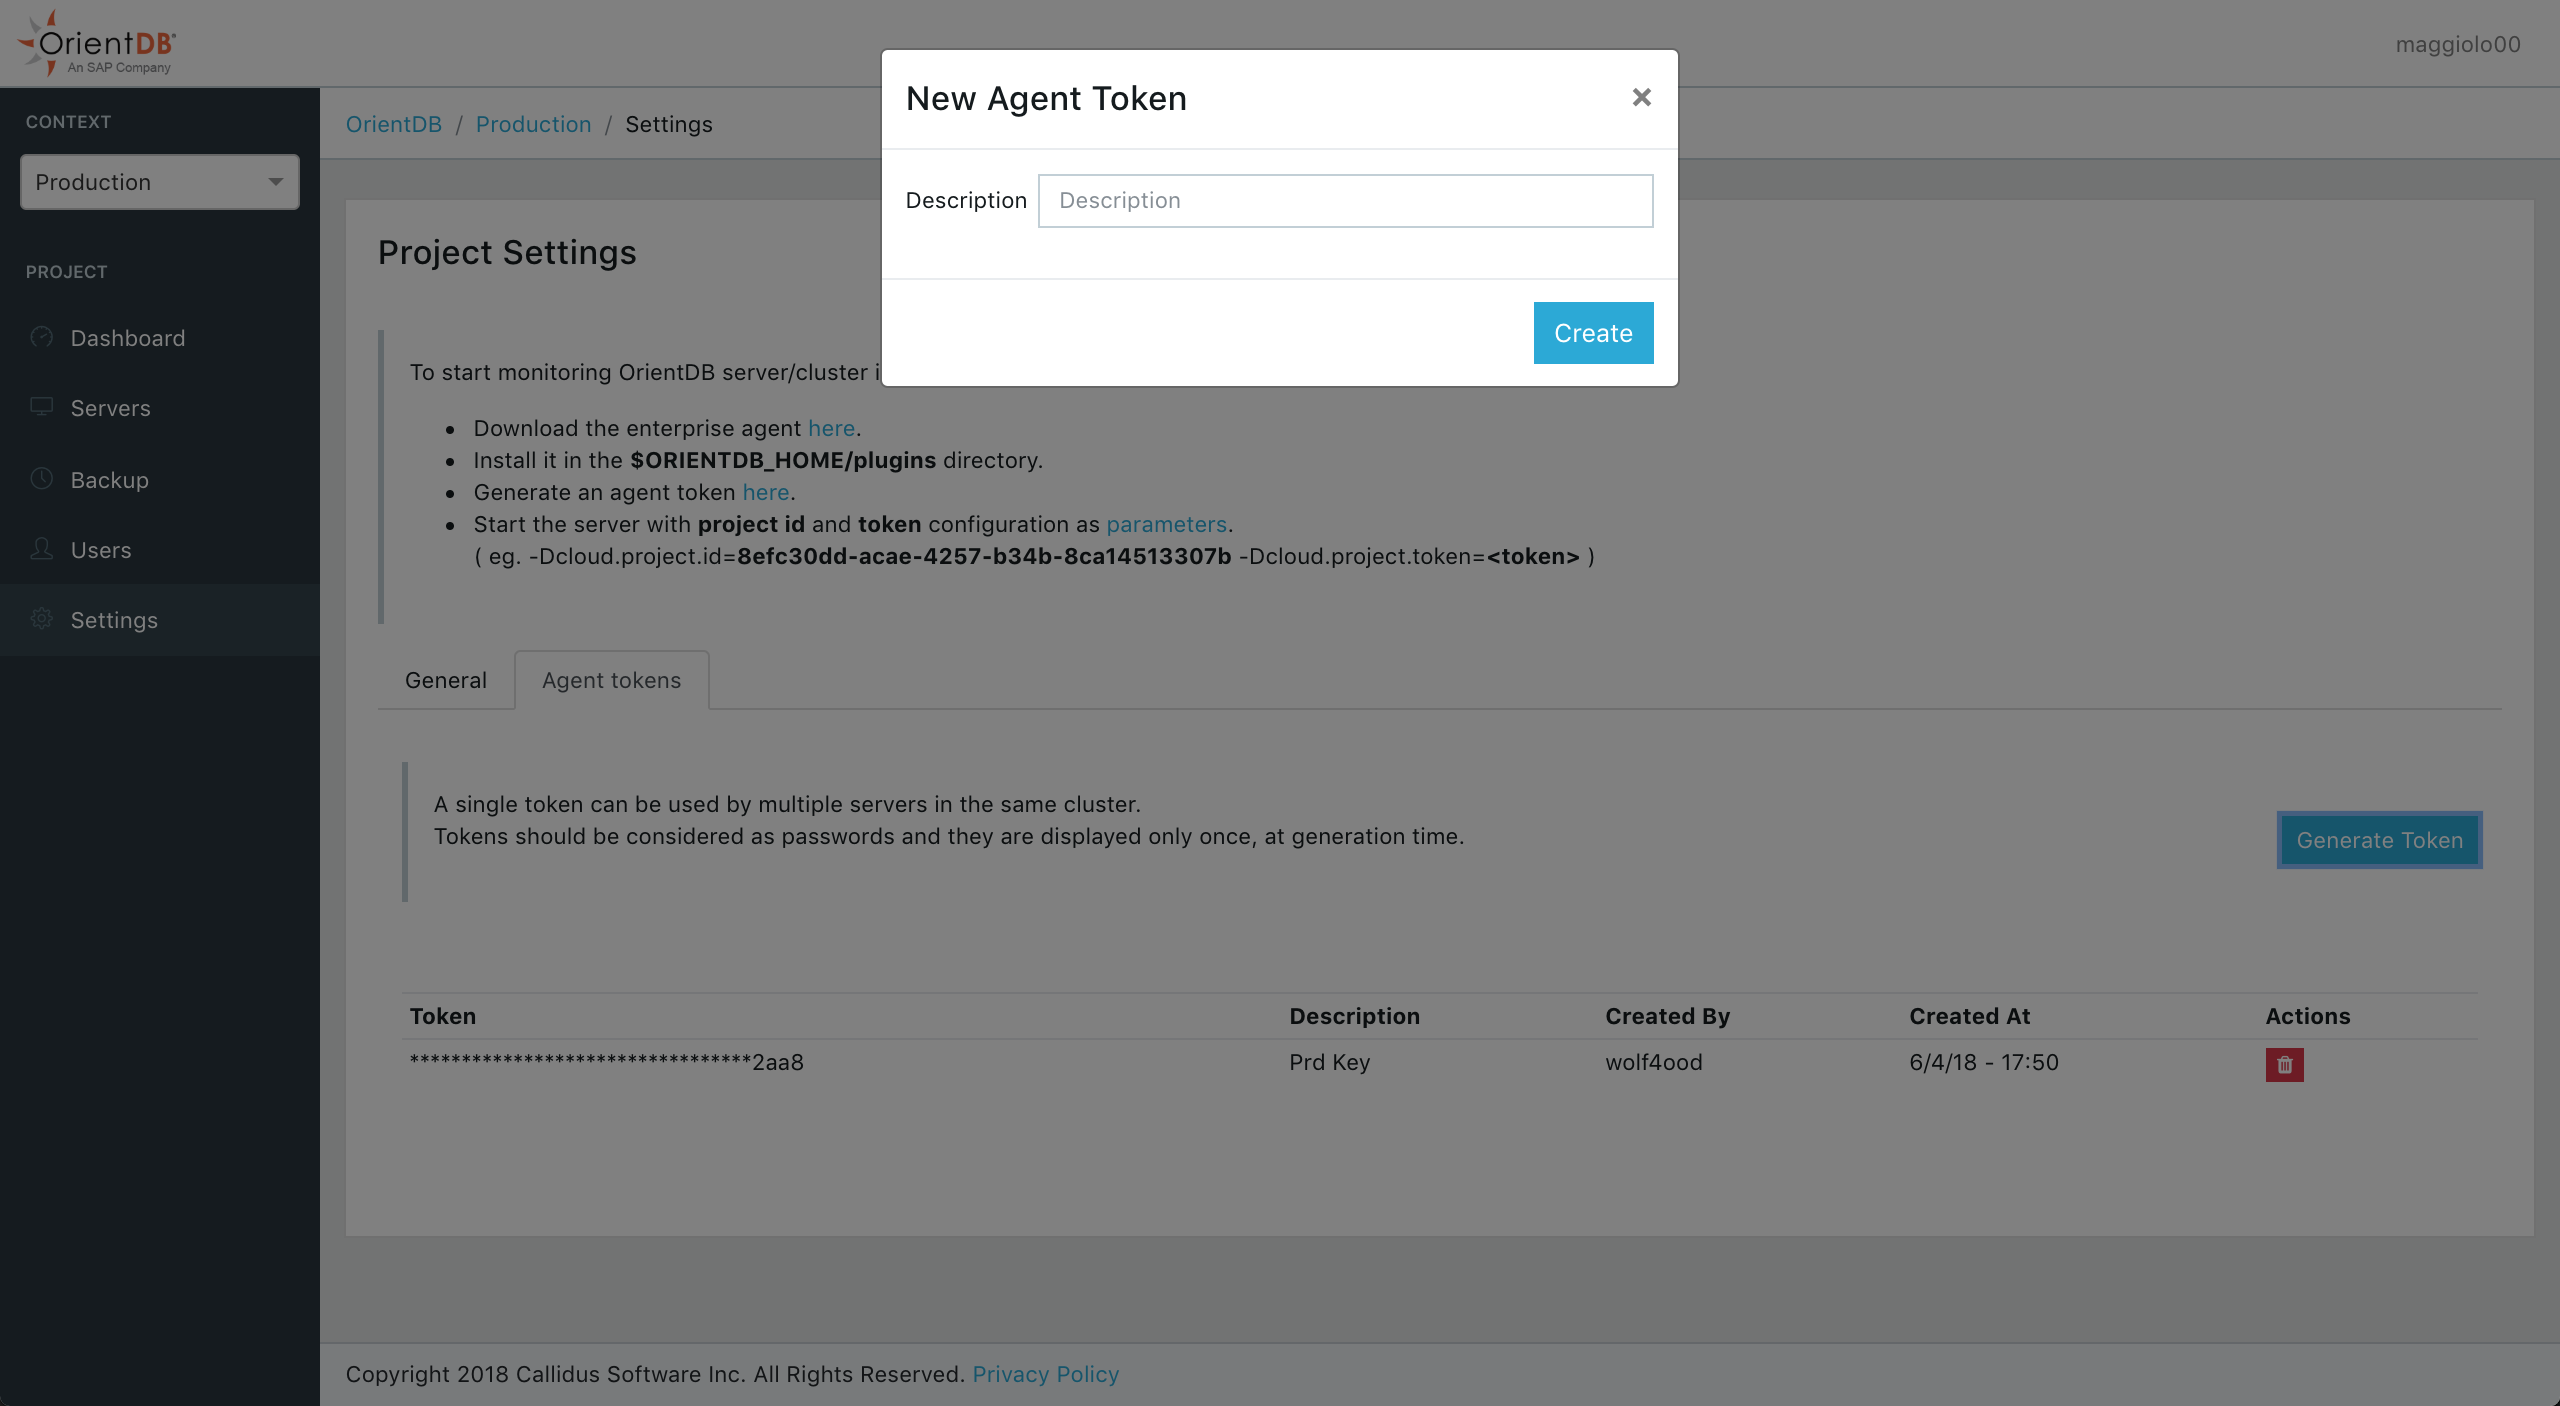 OrientDB®
An SAP Company
maggiolo00
CONTEXT
Production
PROJECT
Dashboard
Servers
Backup
Users
Settings
OrientDB / Production / Settings
New Agent Token ×
Description Description
Create
Project Settings
To start monitoring OrientDB server/cluster i
Download the enterprise agent here.
Install it in the $ORIENTDB_HOME/plugins directory.
Generate an agent token here.
Start the server with project id and token configuration as parameters.
( eg. -Dcloud.project.id=8efc30dd-acae-4257-b34b-8ca14513307b -Dcloud.project.token=<token> )
General Agent tokens
A single token can be used by multiple servers in the same cluster.
Tokens should be considered as passwords and they are displayed only once, at generation time.
Generate Token
Token Description Created By Created At Actions
********************************2aa8 Prd Key wolf4ood 6/4/18 - 17:50
Copyright 2018 Callidus Software Inc. All Rights Reserved. Privacy Policy